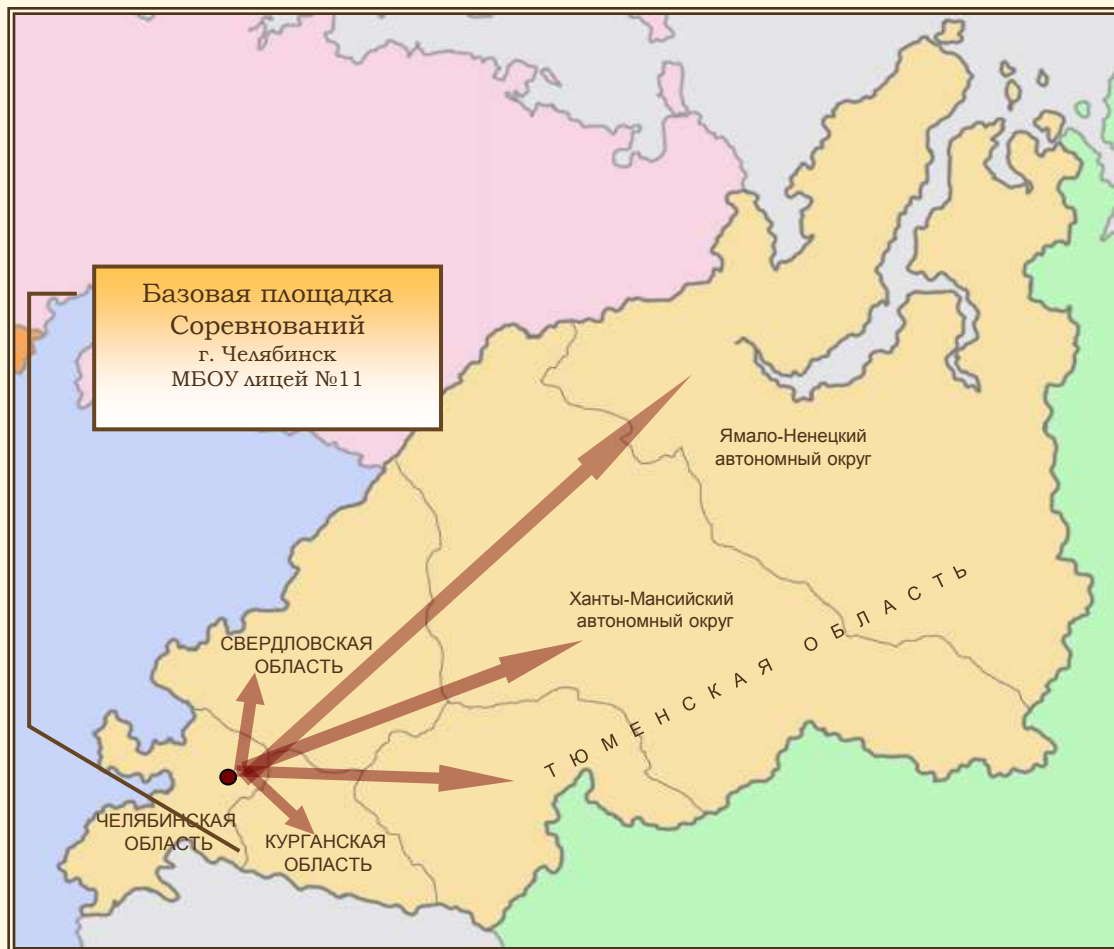 Базовая площадка
Соревнований
г. Челябинск
МБОУ лицей №11
Ямало-Ненецкий
автономный округ
Ханты-Мансийский
автономный округ
СВЕРДЛОВСКАЯ
ОБЛАСТЬ
ТЮМЕНСКАЯ ОБЛАСТЬ
ЧЕЛЯБИНСКАЯ
ОБЛАСТЬ
КУРГАНСКАЯ
ОБЛАСТЬ